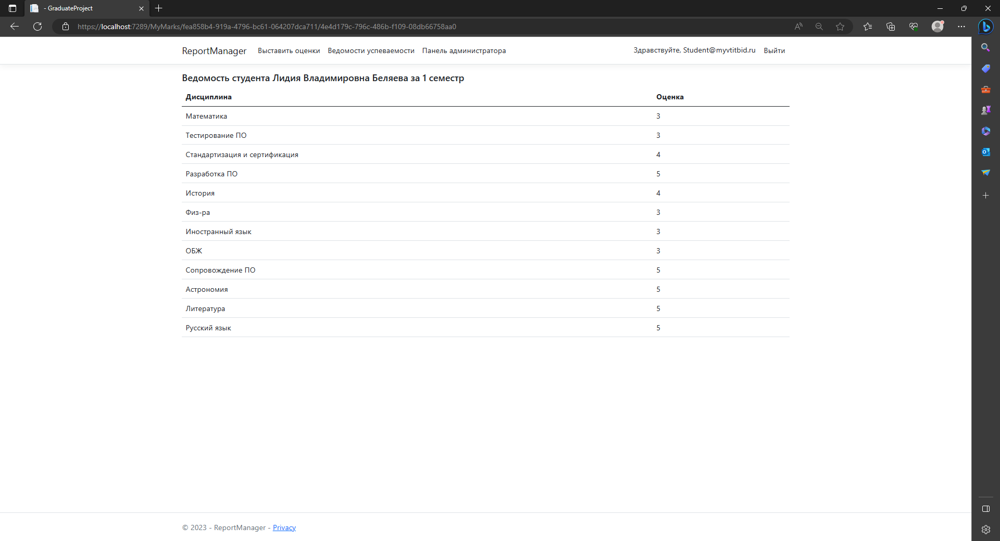 - GraduateProject
https://localhost:7289/MyMarks/fea858b4-919a-4796-bc61-064207dca711/4e4d179c-796c-486b-f109-08db66758aa0
ReportManager Выставить оценки Ведомости успеваемости Панель администратора Здравствуйте, Student@myvtitbid.ru Выйти
Ведомость студента Лидия Владимировна Беляева за 1 семестр
Дисциплина Оценка
Математика 3
Тестирование ПО 3
Стандартизация и сертификация 4
Разработка ПО 5
История 4
Физ-ра 3
Иностранный язык 3
ОБЖ 3
Сопровождение ПО 5
Астрономия 5
Литература 5
Русский язык 5
© 2023 - ReportManager - Privacy